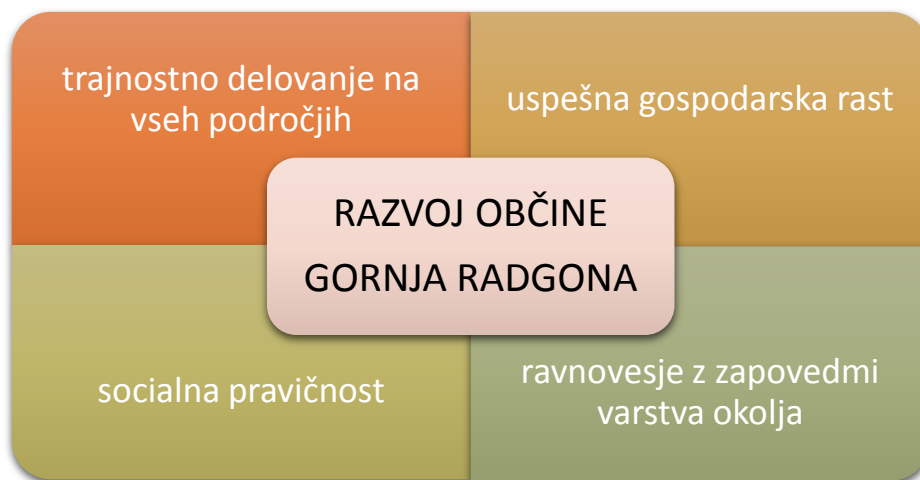 trajnostno delovanje na
vseh področjih
uspešna gospodarska rast
RAZVOJ OBČINE
GORNJA RADGONA
socialna pravičnost
ravnovesje z zapovedmi
varstva okolja